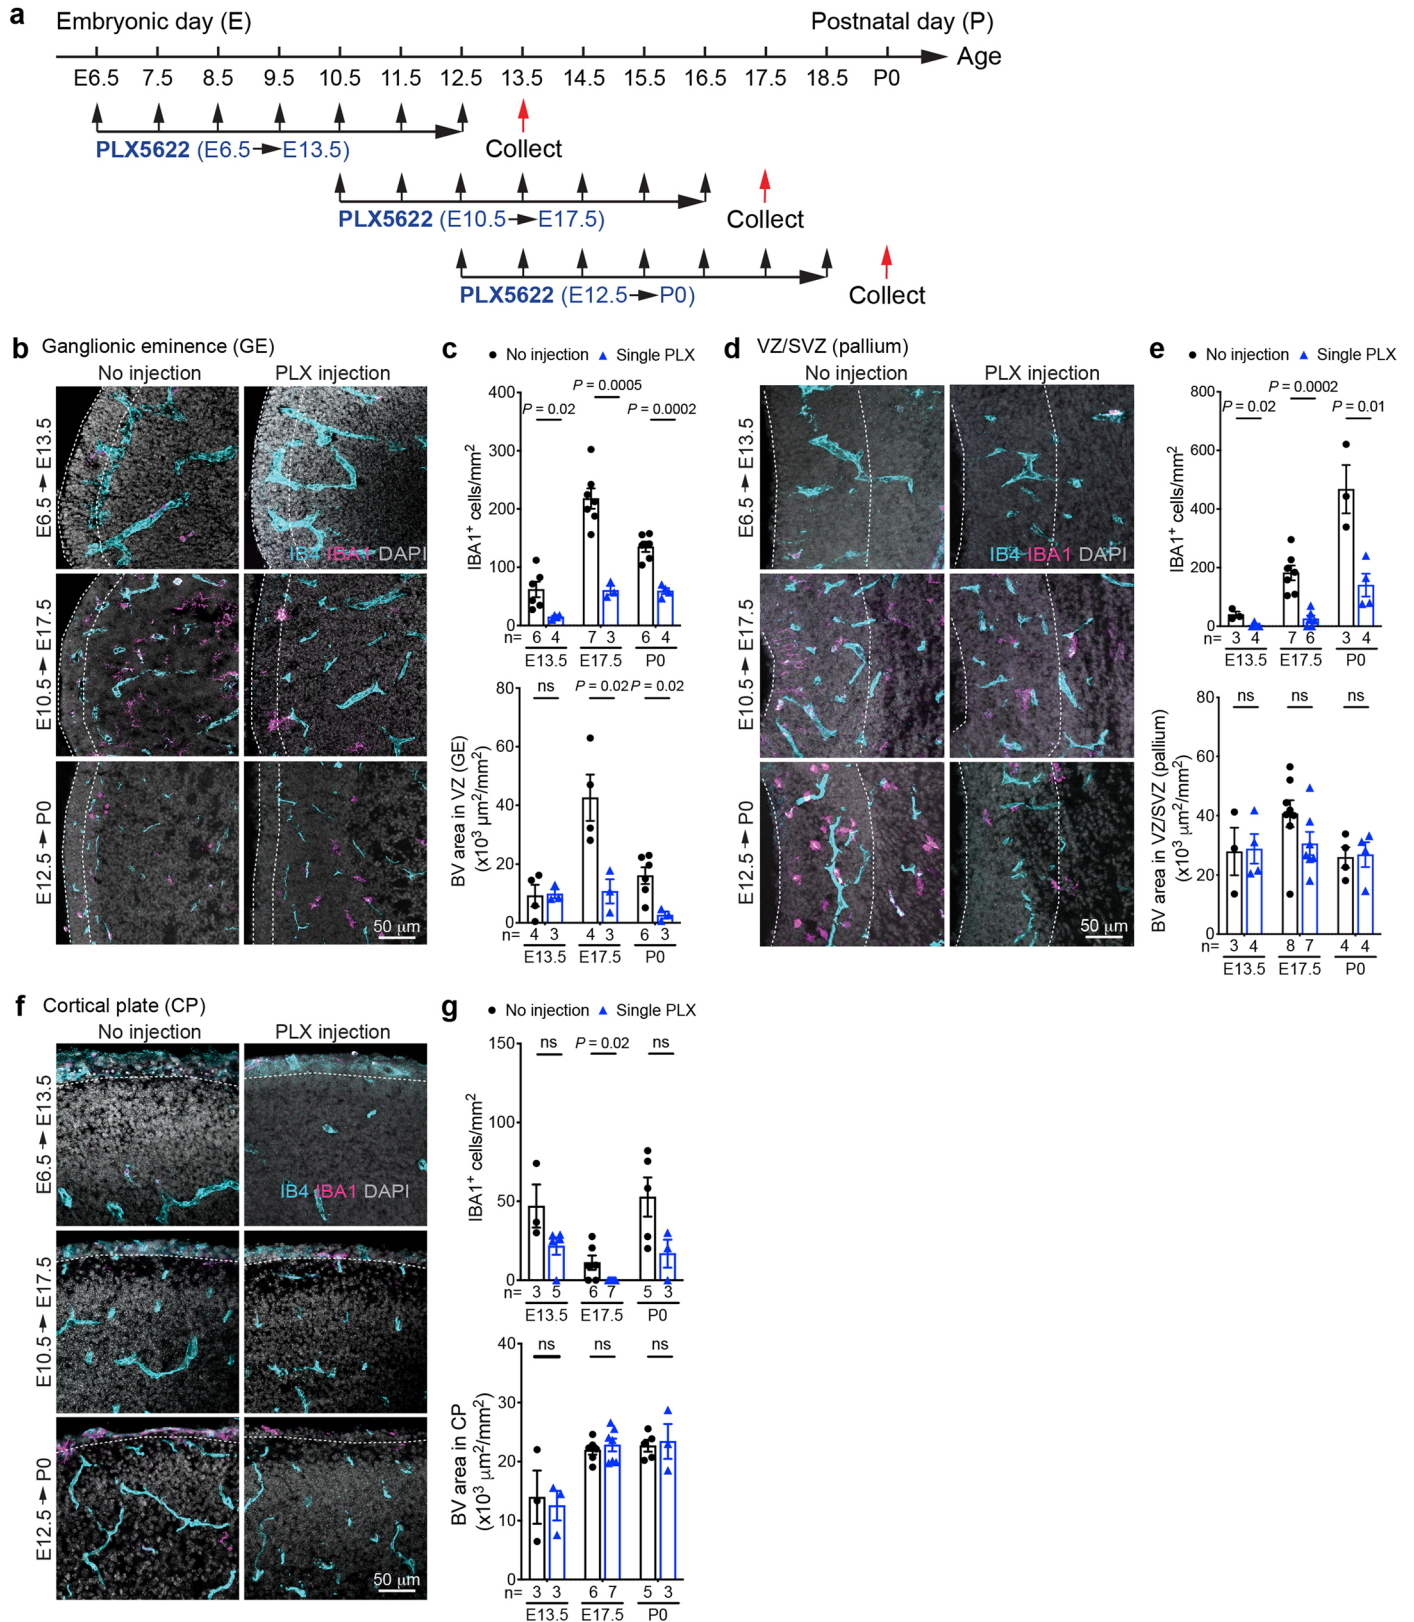 a
Embryonic day (E) Postnatal day (P)
Age
E6.5 7.5 8.5 9.5 10.5 11.5 12.5 13.5 14.5 15.5 16.5 17.5 18.5 P0
PLX5622 (E6.5→E13.5) Collect
PLX5622 (E10.5→E17.5) Collect
PLX5622 (E12.5→P0) Collect
b Ganglionic eminence (GE)
No injection PLX injection
E6.5 → E13.5
IB4 IBA1 DAPI
E10.5 → E17.5
E12.5 → P0
50 μm
c
No injection Single PLX
IBA1+ cells/mm2
400
300
200
100
0
P = 0.02 P = 0.0005 P = 0.0002
n= 6 4 7 3 6 4
E13.5 E17.5 P0
BV area in VZ (GE)
(x10³ μm²/mm²)
80
60
40
20
0
ns P = 0.02 P = 0.02
n= 4 3 4 3 6 3
E13.5 E17.5 P0
d VZ/SVZ (pallium)
No injection PLX injection
E6.5 → E13.5
IB4 IBA1 DAPI
E10.5 → E17.5
E12.5 → P0
50 μm
e
No injection Single PLX
IBA1+ cells/mm2
800
600
400
200
0
P = 0.02 P = 0.0002 P = 0.01
n= 3 4 7 6 3 4
E13.5 E17.5 P0
BV area in VZ/SVZ (pallium)
(x10³ μm²/mm²)
80
60
40
20
0
ns ns ns
n= 3 4 8 7 4 4
E13.5 E17.5 P0
f Cortical plate (CP)
No injection PLX injection
E6.5 → E13.5
IB4 IBA1 DAPI
E10.5 → E17.5
E12.5 → P0
50 μm
g
No injection Single PLX
IBA1+ cells/mm2
150
100
50
0
ns P = 0.02 ns
n= 3 5 6 7 5 3
E13.5 E17.5 P0
BV area in CP
(x10³ μm²/mm²)
40
30
20
10
0
ns ns ns
n= 3 3 6 7 5 3
E13.5 E17.5 P0